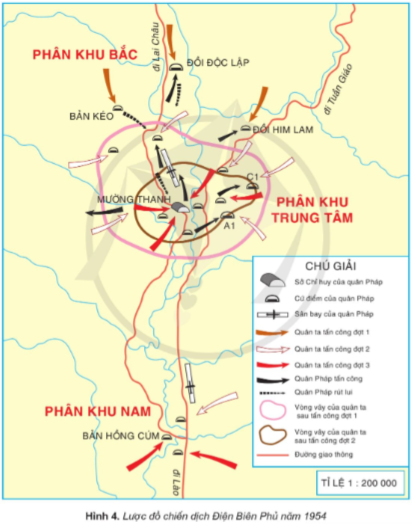 PHÂN KHU BẮC
đi Lai Châu
ĐỒI ĐỘC LẬP
BẢN KÉO
đi Tuần Giáo
ĐỒI HIM LAM
MƯỜNG THANH
C1
A1
PHÂN KHU
TRUNG TÂM
CHÚ GIẢI
Sở Chỉ huy của quân Pháp
Cứ điểm của quân Pháp
Sân bay của quân Pháp
Quân ta tấn công đợt 1
Quân ta tấn công đợt 2
Quân ta tấn công đợt 3
Quân Pháp tấn công
Quân Pháp rút lui
Vòng vây của quân ta
sau tấn công đợt 1
Vòng vây của quân ta
sau tấn công đợt 2
Đường giao thông
PHÂN KHU NAM
BẢN HỒNG CÚM
đi Lào
TỈ LỆ 1 : 200 000
Hình 4. Lược đồ chiến dịch Điện Biên Phủ năm 1954